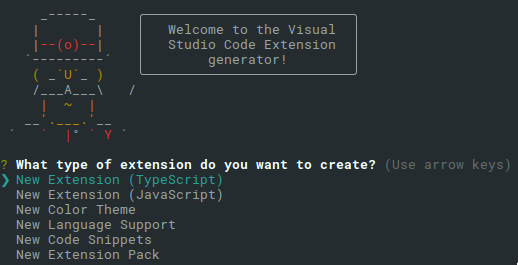 Welcome to the Visual
Studio Code Extension
generator!
? What type of extension do you want to create? (Use arrow keys)
❯ New Extension (TypeScript)
New Extension (JavaScript)
New Color Theme
New Language Support
New Code Snippets
New Extension Pack